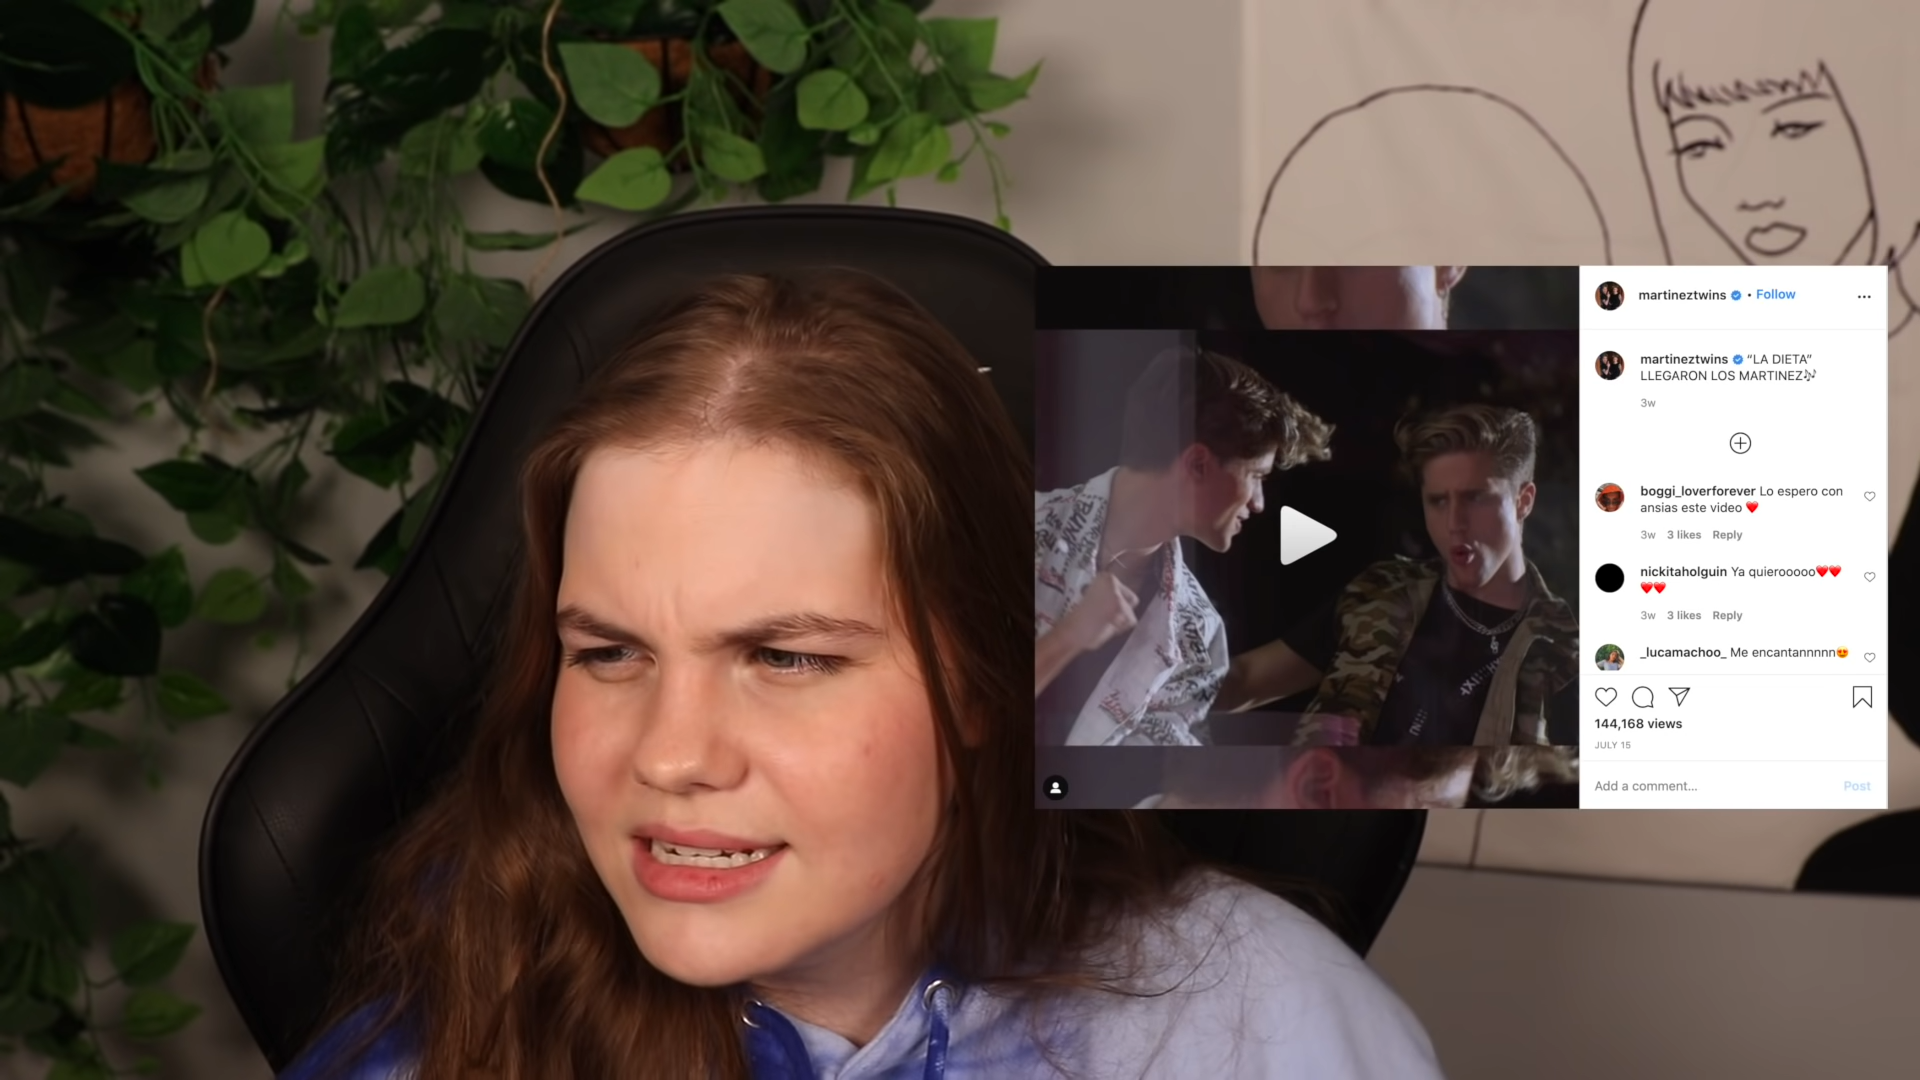 martineztwins • Follow
martineztwins "LA DIETA"
LLEGARON LOS MARTINEZ🎶
3w
boggi_loverforever Lo espero con
ansias este video ❤️
3w 3 likes Reply
nickitaholguin Ya quierooooo❤️❤️
❤️❤️
3w 3 likes Reply
_lucamachoo_ Me encantannnnn😍
144,168 views
JULY 15
Add a comment... Post